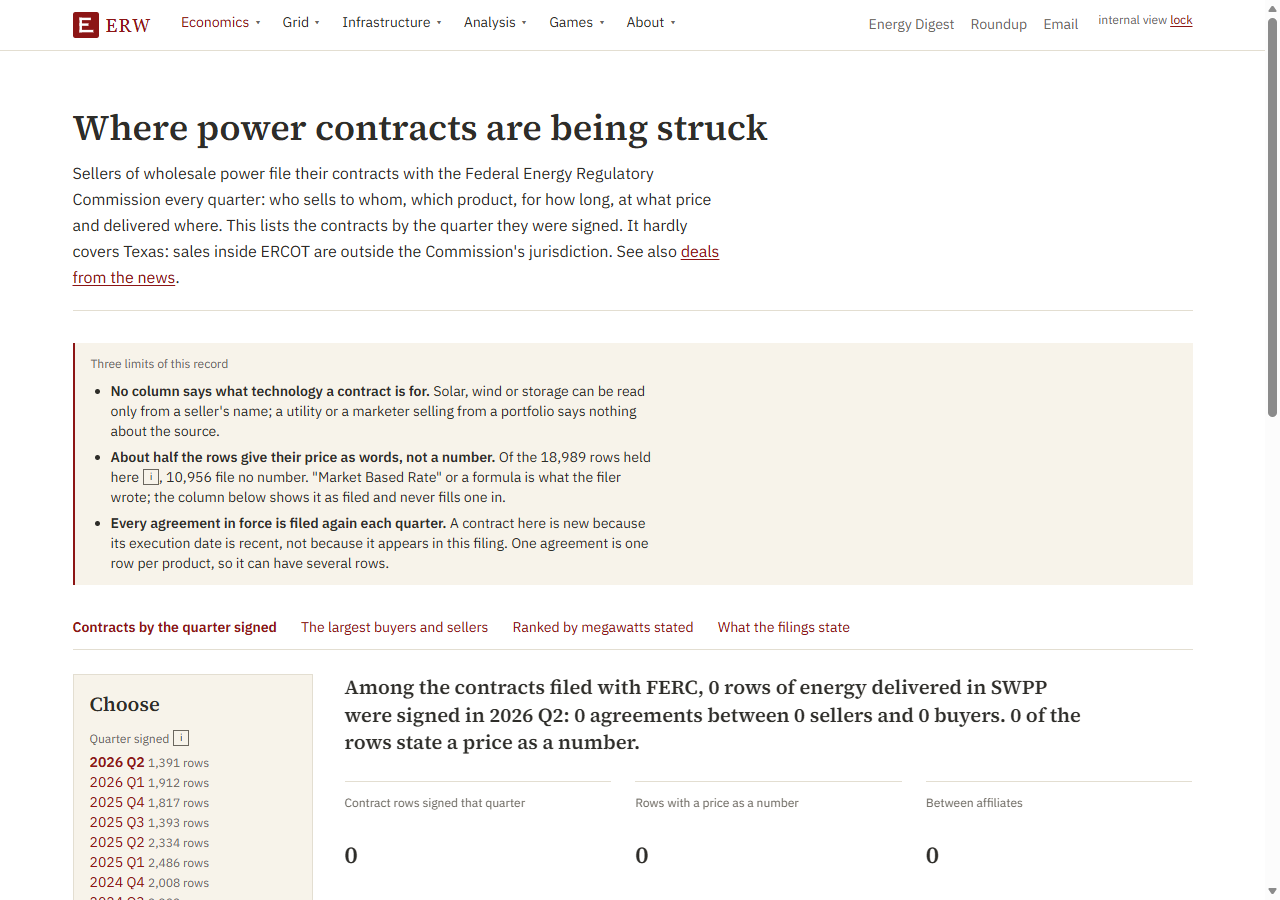 E ERW Economics Grid Infrastructure Analysis Games About Energy Digest Roundup Email internal view lock
Where power contracts are being struck
Sellers of wholesale power file their contracts with the Federal Energy Regulatory
Commission every quarter: who sells to whom, which product, for how long, at what price
and delivered where. This lists the contracts by the quarter they were signed. It hardly
covers Texas: sales inside ERCOT are outside the Commission's jurisdiction. See also deals
from the news.
Three limits of this record
• No column says what technology a contract is for. Solar, wind or storage can be read
only from a seller's name; a utility or a marketer selling from a portfolio says nothing
about the source.
• About half the rows give their price as words, not a number. Of the 18,989 rows held
here i, 10,956 file no number. "Market Based Rate" or a formula is what the filer
wrote; the column below shows it as filed and never fills one in.
• Every agreement in force is filed again each quarter. A contract here is new because
its execution date is recent, not because it appears in this filing. One agreement is one
row per product, so it can have several rows.
Contracts by the quarter signed The largest buyers and sellers Ranked by megawatts stated What the filings state
Choose
Quarter signed i
2026 Q2 1,391 rows
2026 Q1 1,912 rows
2025 Q4 1,817 rows
2025 Q3 1,393 rows
2025 Q2 2,334 rows
2025 Q1 2,486 rows
2024 Q4 2,008 rows
Among the contracts filed with FERC, 0 rows of energy delivered in SWPP
were signed in 2026 Q2: 0 agreements between 0 sellers and 0 buyers. 0 of the
rows state a price as a number.
Contract rows signed that quarter
0
Rows with a price as a number
0
Between affiliates
0